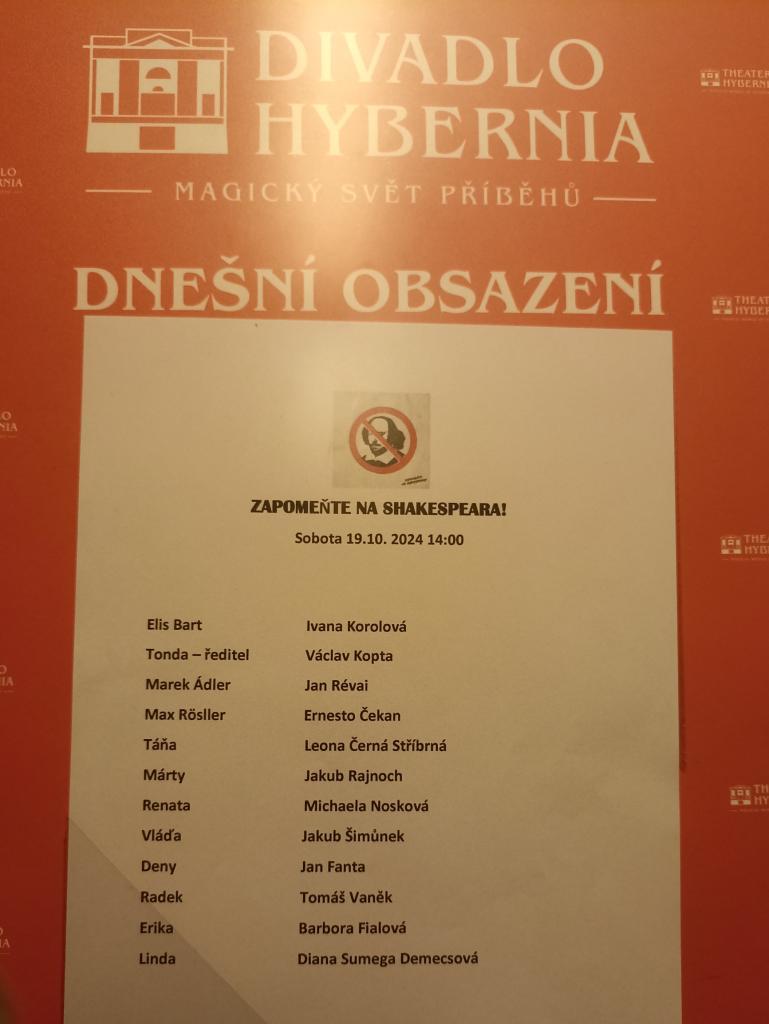 DIVADLO
HYBERNIA
MAGICKÝ SVĚT PŘÍBĚHŮ
DNEŠNÍ OBSAZENÍ
ZAPOMEŇTE NA SHAKESPEARA!
Sobota 19.10. 2024 14:00
Elis Bart Ivana Korolová
Tonda – ředitel Václav Kopta
Marek Ádler Jan Révai
Max Rösller Ernesto Čekan
Táňa Leona Černá Stříbrná
Márty Jakub Rajnoch
Renata Michaela Nosková
Vláďa Jakub Šimůnek
Deny Jan Fanta
Radek Tomáš Vaněk
Erika Barbora Fialová
Linda Diana Sumega Demecsová
THEATER
HYBERN